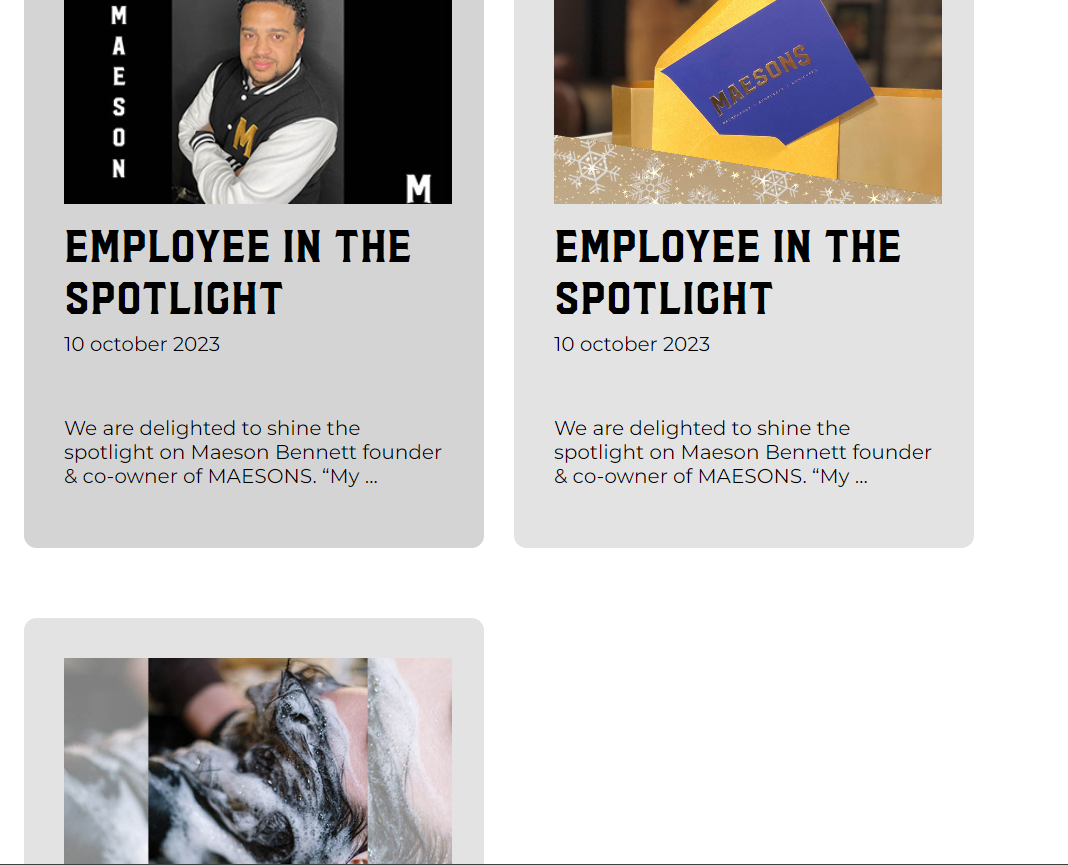 M
A
E
S
O
N
M
M
EMPLOYEE IN THE
SPOTLIGHT
10 october 2023
We are delighted to shine the
spotlight on Maeson Bennett founder
& co-owner of MAESONS. “My ...
MAESONS
EMPLOYEE IN THE
SPOTLIGHT
10 october 2023
We are delighted to shine the
spotlight on Maeson Bennett founder
& co-owner of MAESONS. “My ...